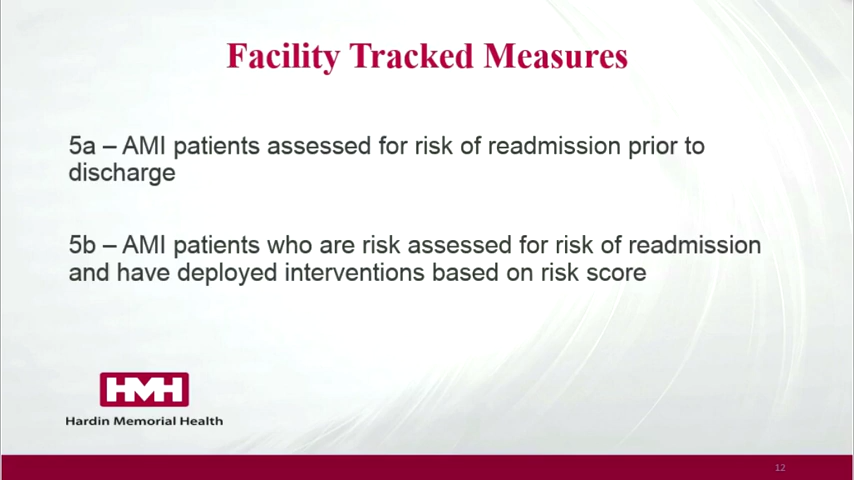 Facility Tracked Measures
5a – AMI patients assessed for risk of readmission prior to
discharge
5b – AMI patients who are risk assessed for risk of readmission
and have deployed interventions based on risk score
HMH
Hardin Memorial Health
12